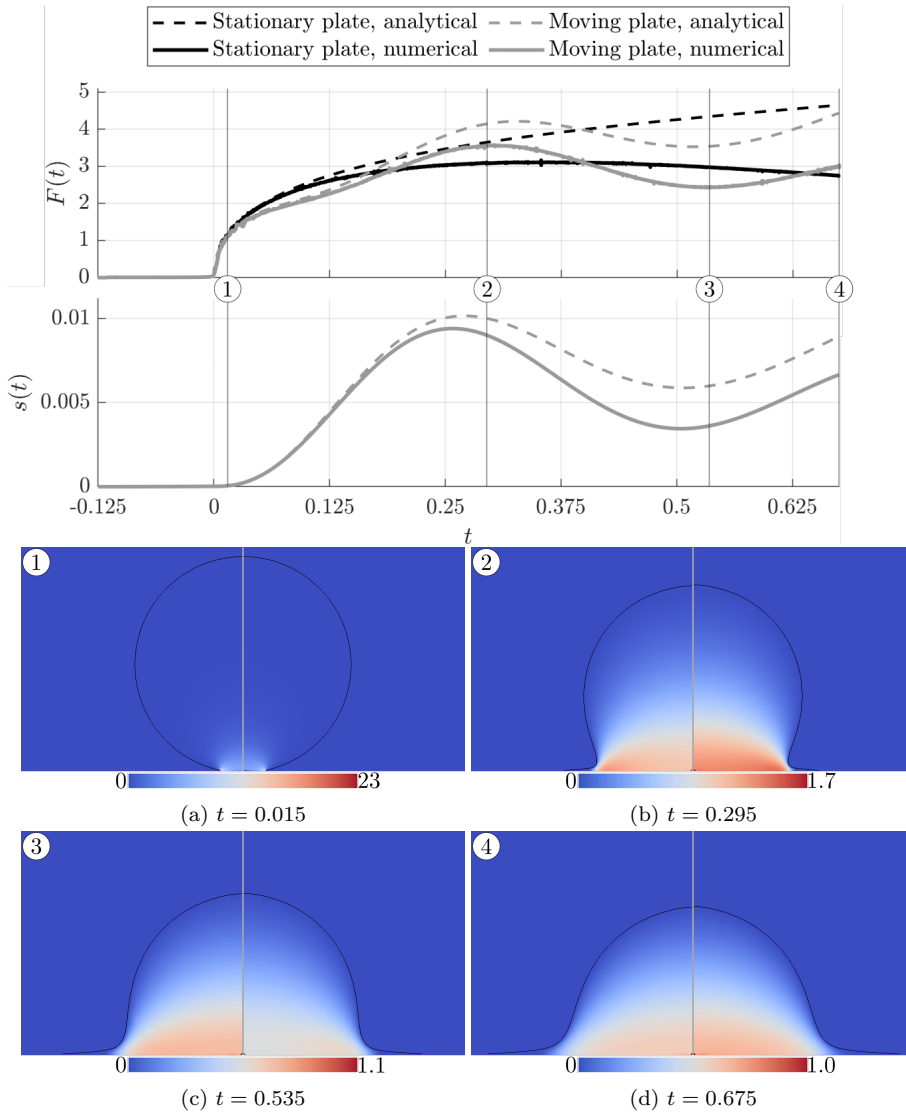 Stationary plate, analytical Moving plate, analytical
Stationary plate, numerical Moving plate, numerical
5
4
3
2
1
0
F(t)
1 2 3 4
0.01
0.005
0
s(t)
-0.125 0 0.125 0.25 0.375 0.5 0.625
t
1
0 23
(a) t = 0.015
2
0 1.7
(b) t = 0.295
3
0 1.1
(c) t = 0.535
4
0 1.0
(d) t = 0.675